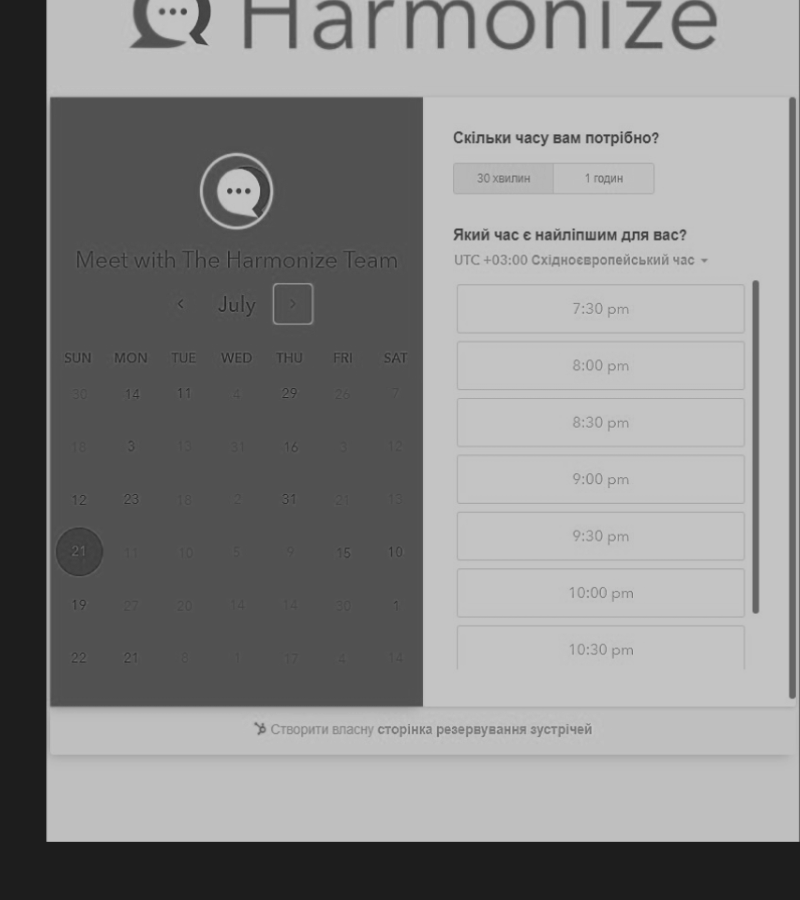 Harmonize
Meet with The Harmonize Team
July
SUN MON TUE WED THU FRI SAT
30 14 11 4 29 26 7
16 3 13 31 16 3 12
12 23 18 2 31 21 13
21 11 10 5 9 15 10
19 27 20 14 14 30 1
22 21 8 1 17 4 14
Скільки часу вам потрібно?
30 хвилин 1 годин
Який час є найліпшим для вас?
UTC +03:00 Східноєвропейський час
7:30 pm
8:00 pm
8:30 pm
9:00 pm
9:30 pm
10:00 pm
10:30 pm
Створити власну сторінка резервування зустрічей